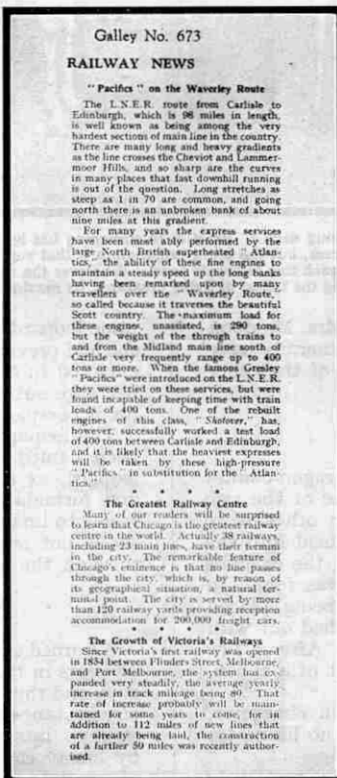 Galley No. 673
RAILWAY NEWS
"Pacifics" on the Waverley Route
The L.N.E.R. route from Carlisle to
Edinburgh, which is 98 miles in length,
is well known as being among the very
hardest sections of main line in the country.
There are many long and heavy gradients
as the line crosses the Cheviot and Lammer-
moor Hills, and so sharp are the curves
in many places that fast downhill running
is out of the question. Long stretches as
steep as 1 in 70 are common, and going
north there is an unbroken bank of about
nine miles at this gradient.
For many years the express services
have been most ably performed by the
large North British superheated "Atlan-
tics," the ability of these fine engines to
maintain a steady speed up the long banks
having been remarked upon by many
travellers over the "Waverley Route,"
so called because it traverses the beautiful
Scott country. The maximum load for
these engines, unassisted, is 290 tons,
but the weight of the through trains to
and from the Midland main line south of
Carlisle very frequently range up to 400
tons or more. When the famous Gresley
"Pacifics" were introduced on the L.N.E.R.
they were tried on these services, but were
found incapable of keeping time with train
loads of 400 tons. One of the rebuilt
engines of this class, "Skotover," has,
however, successfully worked a test load
of 400 tons between Carlisle and Edinburgh,
and it is likely that the heaviest expresses
will be taken by these high-pressure
"Pacifics" in substitution for the "Atlan-
tics."
* * * *
The Greatest Railway Centre
Many of our readers will be surprised
to learn that Chicago is the greatest railway
centre in the world. Actually 38 railways,
including 23 main lines, have their termini
in the city. The remarkable feature of
Chicago's eminence is that no line passes
through the city, which is, by reason of
its geographical situation, a natural ter-
minal point. The city is served by more
than 120 railway yards providing reception
accommodation for 200,000 freight cars.
* * * *
The Growth of Victoria's Railways
Since Victoria's first railway was opened
in 1854 between Flinders Street, Melbourne,
and Port Melbourne, the system has ex-
panded very steadily, the average yearly
increase in track mileage being 80. That
rate of increase probably will be main-
tained for some years to come, for in
addition to 112 miles of new lines that
are already being laid, the construction
of a further 50 miles was recently author-
ised.